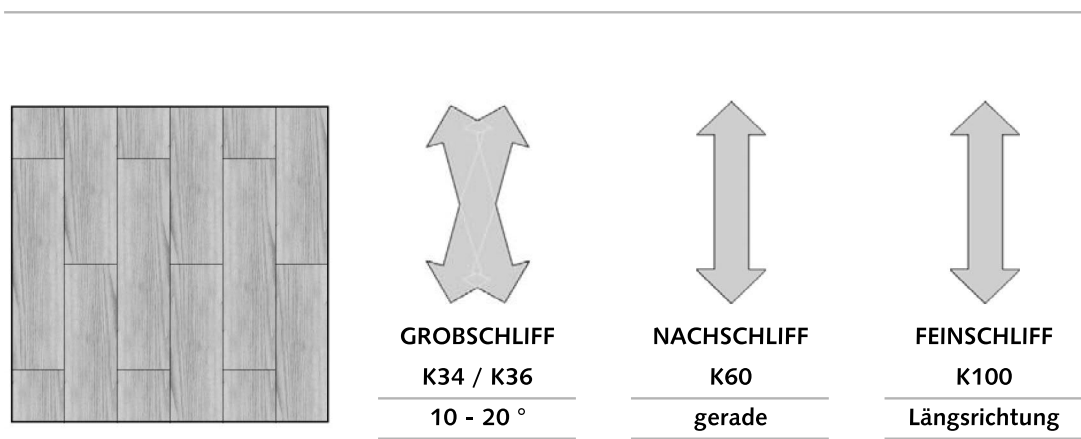 GROBSCHLIFF
K34 / K36
10 - 20 °
NACHSCHLIFF
K60
gerade
FEINSCHLIFF
K100
Längsrichtung